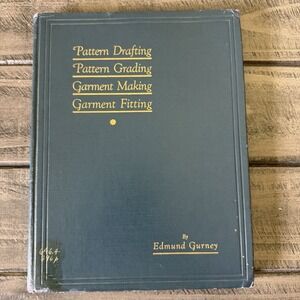 Pattern Drafting
Pattern Grading
Garment Making
Garment Fitting
By
Edmund Gurney